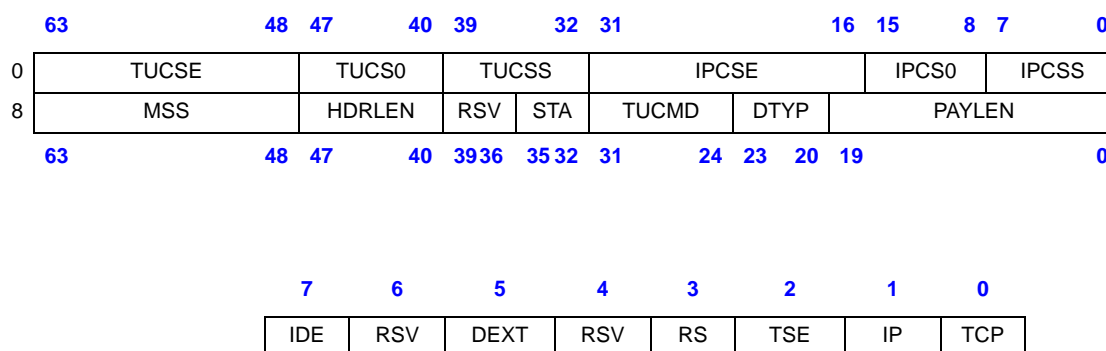 63 48 47 40 39 32 31 16 15 8 7 0
0 TUCSE TUCS0 TUCSS IPCSE IPCS0 IPCSS
8 MSS HDRLEN RSV STA TUCMD DTYP PAYLEN
63 48 47 40 39 36 35 32 31 24 23 20 19 0
7 6 5 4 3 2 1 0
IDE RSV DEXT RSV RS TSE IP TCP